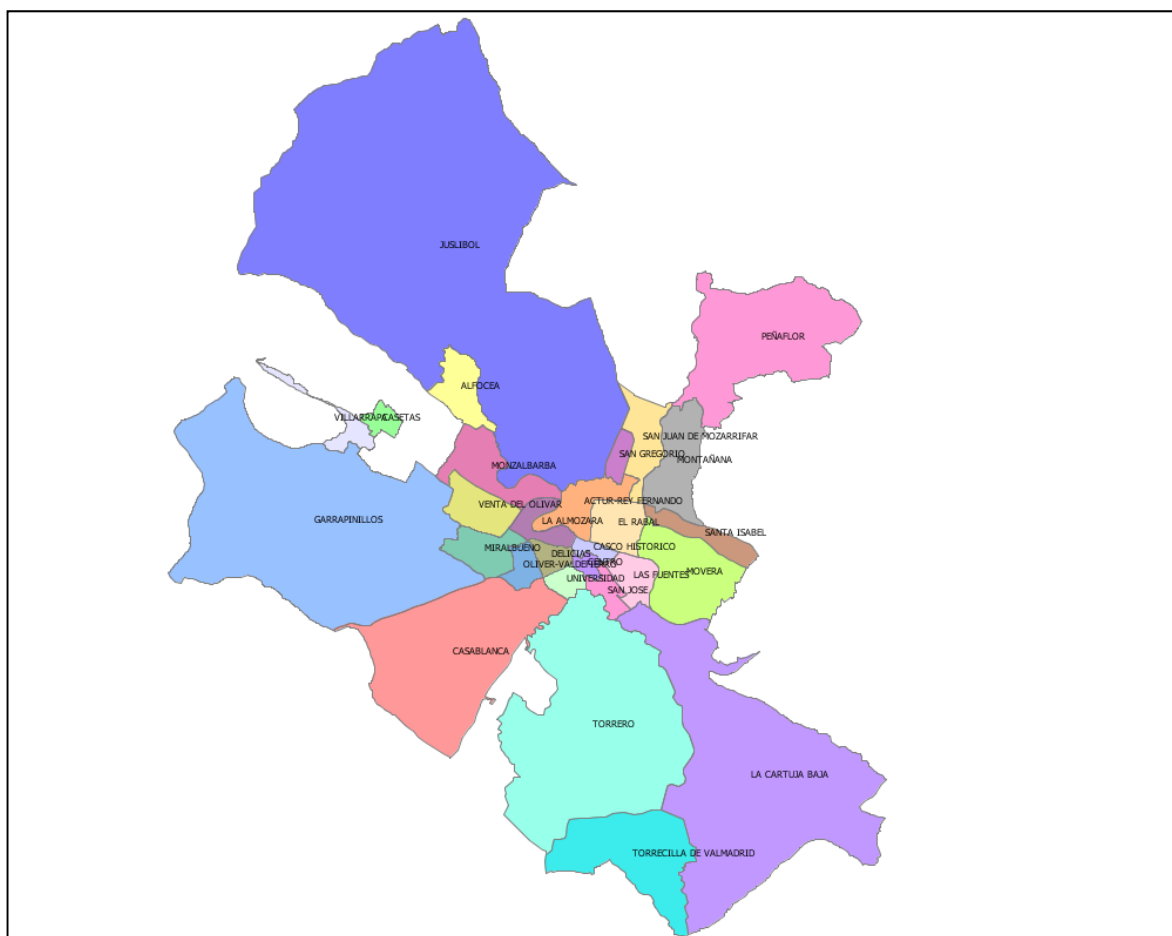 JUSLIBOL
PEÑAFLOR
ALFOCEA
VILLARRAPA
CASETAS
SAN JUAN DE MOZARRIFAR
SAN GREGORIO
MONTAÑANA
MONZALBARBA
ACTUR-REY FERNANDO
VENTA DEL OLIVAR
GARRAPINILLOS
LA ALMOZARA
EL RABAL
SANTA ISABEL
MIRALBUENO
CASCO HISTORICO
DELICIAS
CENTRO
OLIVER-VALDEFIERRO
MOVERA
UNIVERSIDAD
LAS FUENTES
SAN JOSE
CASABLANCA
TORRERO
LA CARTUJA BAJA
TORRECILLA DE VALMADRID